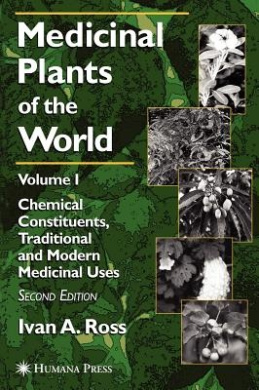 Medicinal
Plants
of the
World
Volume 1
Chemical
Constituents,
Traditional
and Modern
Medicinal Uses
SECOND EDITION
Ivan A. Ross
HUMANA PRESS